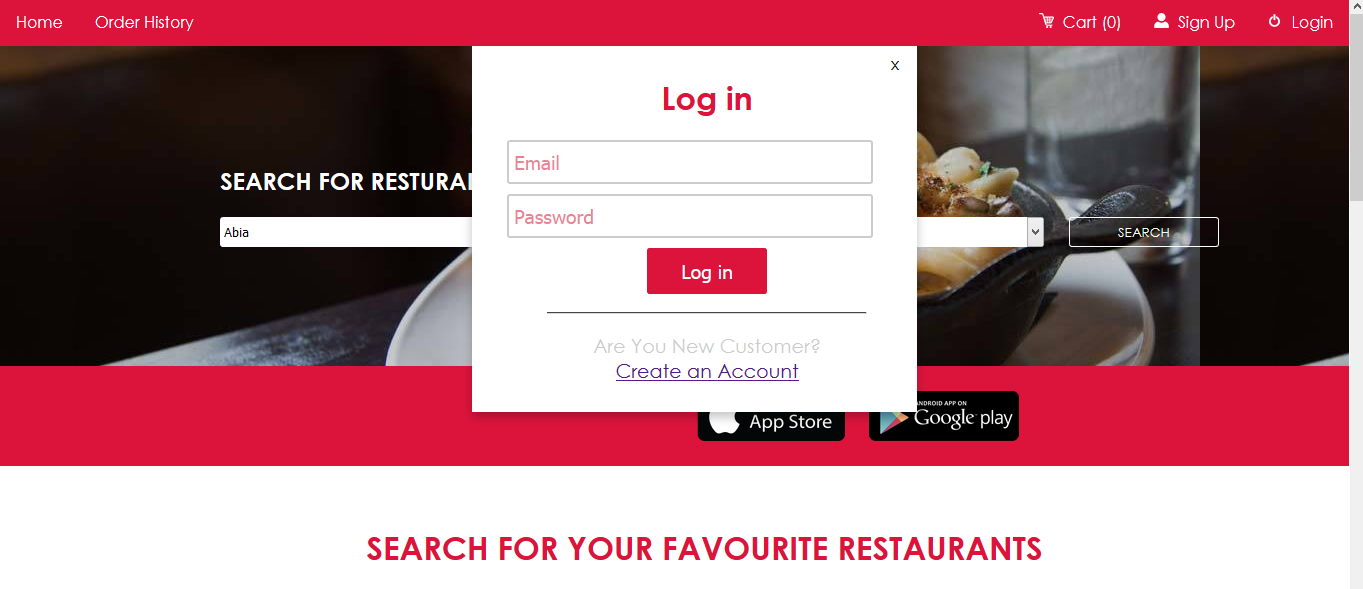 Home
Order History
Cart (0)
Sign Up
Login
X
Log in
Email
Password
Log in
Are You New Customer?
Create an Account
SEARCH FOR RESTURA
Abia
SEARCH
App Store
ANDROID APP ON
Google play
SEARCH FOR YOUR FAVOURITE RESTAURANTS